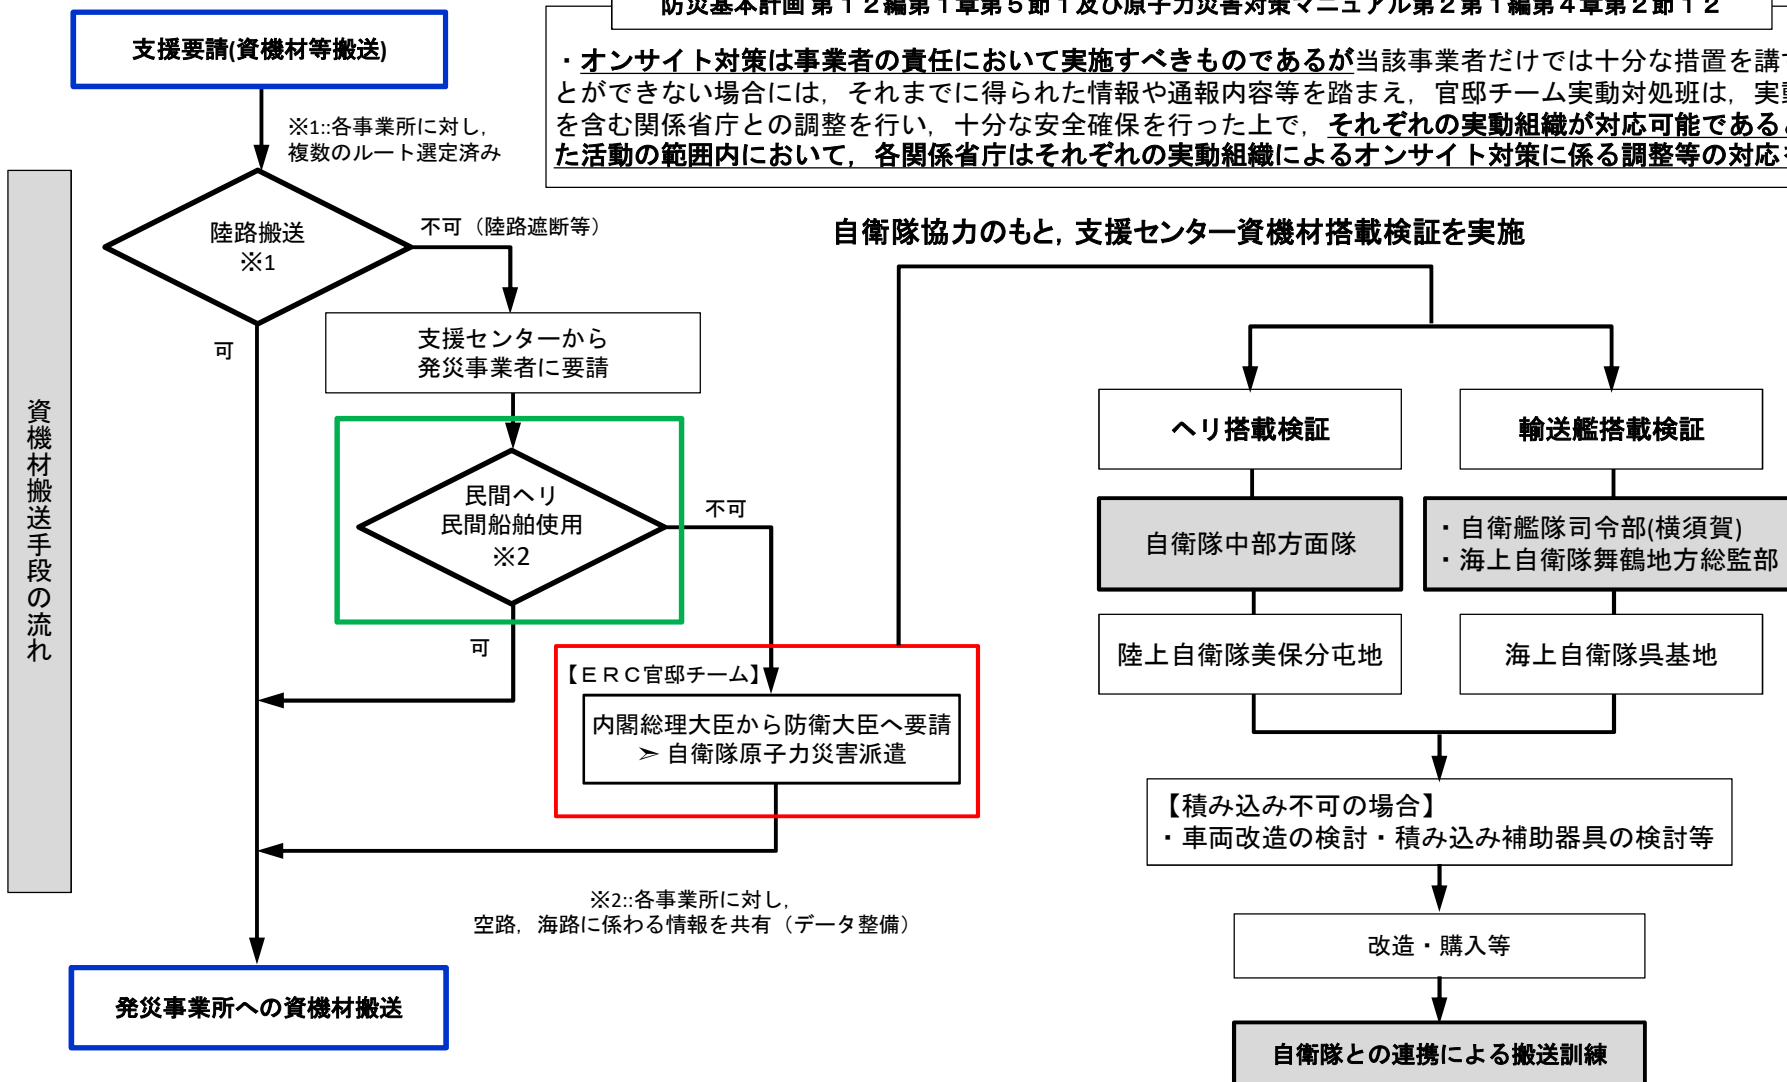 防災基本計画 第１２編第１章第５節１及び原子力災害対策マニュアル第２第１編第４章第２節１２
・オンサイト対策は事業者の責任において実施すべきものであるが当該事業者だけでは十分な措置を講
とができない場合には，それまでに得られた情報や通報内容等を踏まえ，官邸チーム実動対処班は，実
を含む関係省庁との調整を行い，十分な安全確保を行った上で，それぞれの実動組織が対応可能である
た活動の範囲内において，各関係省庁はそれぞれの実動組織によるオンサイト対策に係る調整等の対応
支援要請(資機材等搬送)
※1::各事業所に対し，
複数のルート選定済み
資機材搬送手段の流れ
陸路搬送
※1
不可（陸路遮断等）
可
支援センターから
発災事業者に要請
民間ヘリ
民間船舶使用
※2
不可
可
【ＥＲＣ官邸チーム】
内閣総理大臣から防衛大臣へ要請
➢ 自衛隊原子力災害派遣
※2::各事業所に対し，
空路，海路に係わる情報を共有（データ整備）
発災事業所への資機材搬送
自衛隊協力のもと，支援センター資機材搭載検証を実施
ヘリ搭載検証
輸送艦搭載検証
自衛隊中部方面隊
・自衛艦隊司令部(横須賀)
・海上自衛隊舞鶴地方総監部
陸上自衛隊美保分屯地
海上自衛隊呉基地
【積み込み不可の場合】
・車両改造の検討・積み込み補助器具の検討等
改造・購入等
自衛隊との連携による搬送訓練